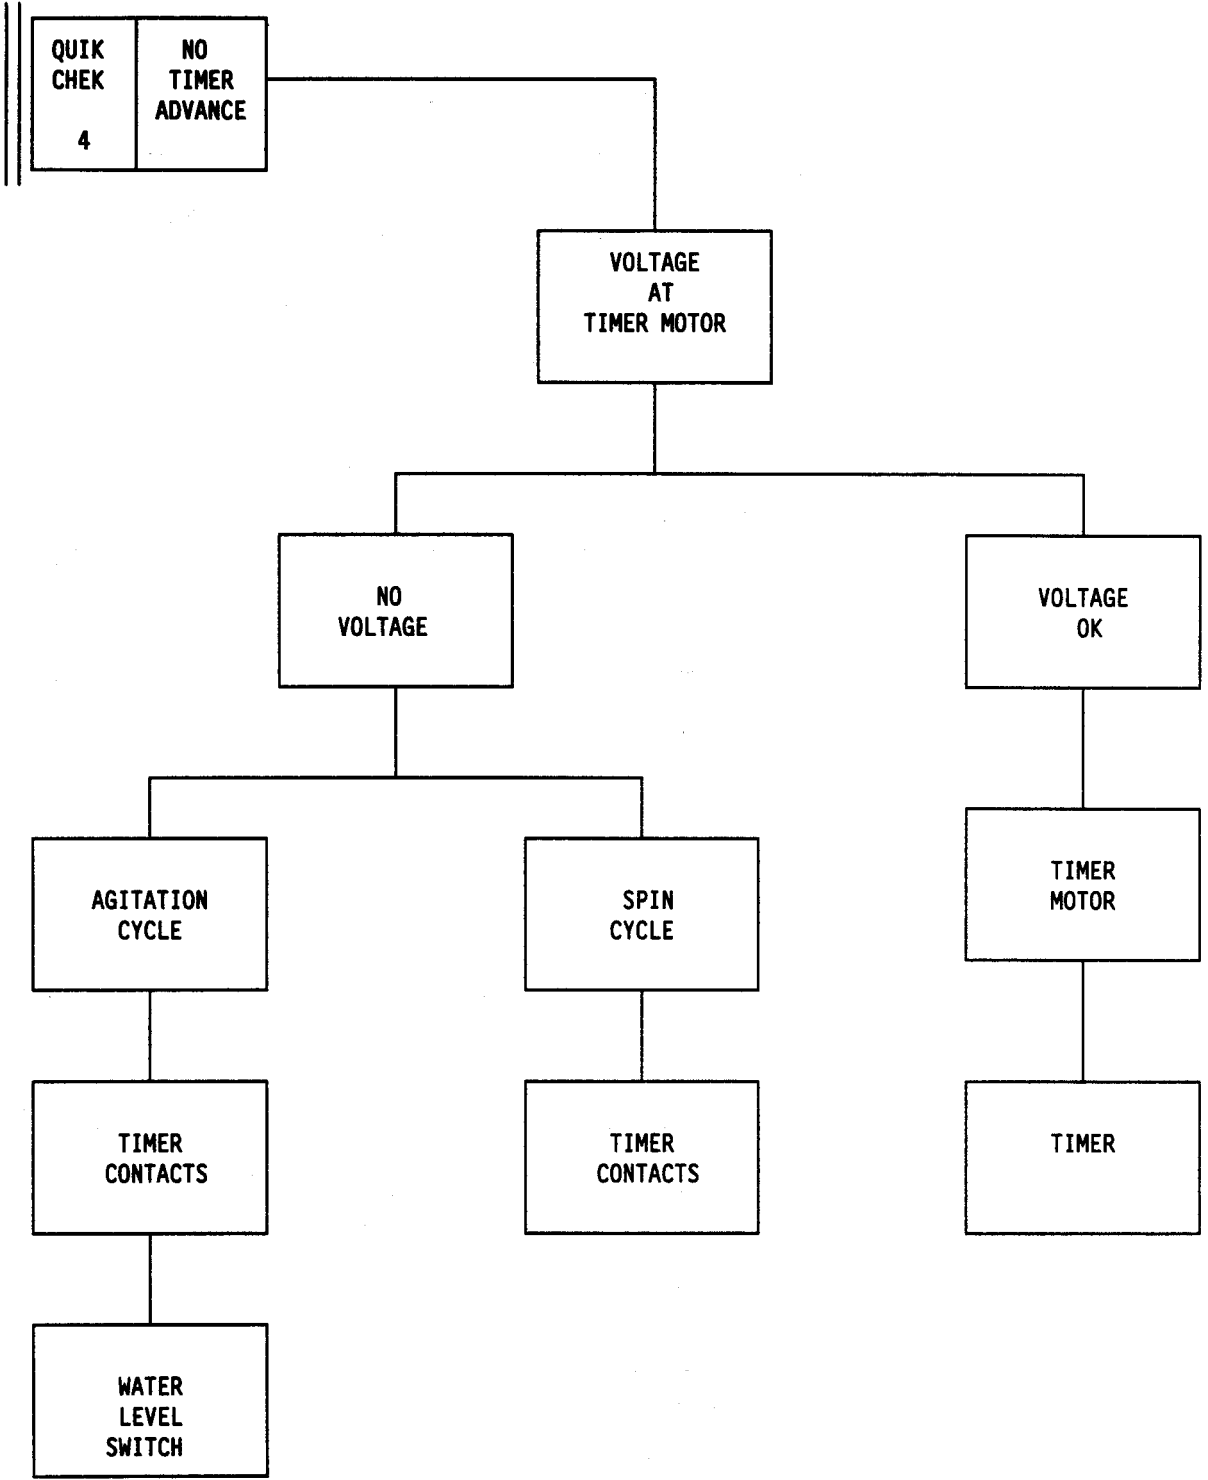 QUIK
CHEK
4
NO
TIMER
ADVANCE
VOLTAGE
AT
TIMER MOTOR
NO
VOLTAGE
VOLTAGE
OK
AGITATION
CYCLE
SPIN
CYCLE
TIMER
MOTOR
TIMER
CONTACTS
TIMER
CONTACTS
TIMER
WATER
LEVEL
SWITCH